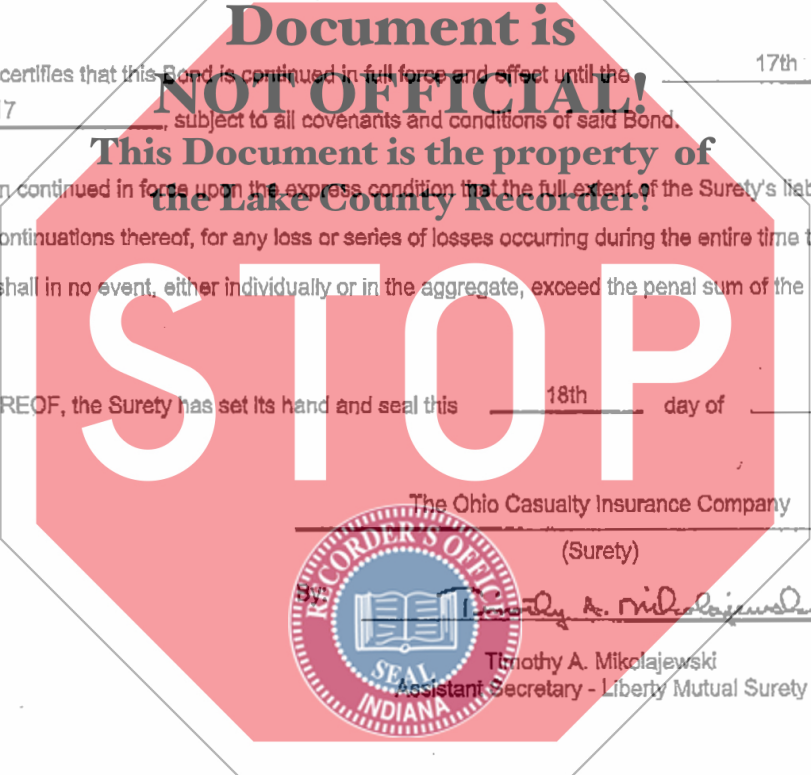 Document is
certifies that this Bond is continued in full force and effect until the 17th
NOT OFFICIAL!
7 , subject to all covenants and conditions of said Bond.
This Document is the property of
n continued in force upon the express condition that the full extent of the Surety's liab
the Lake County Recorder!
ontinuations thereof, for any loss or series of losses occurring during the entire time t
shall in no event, either individually or in the aggregate, exceed the penal sum of the
STOP
REOF, the Surety has set its hand and seal this 18th day of
The Ohio Casualty Insurance Company
(Surety)
RECORDER'S OFFICE
By: Timothy A. Mikolajewski
SEAL
Timothy A. Mikolajewski
Assistant Secretary - Liberty Mutual Surety
INDIANA